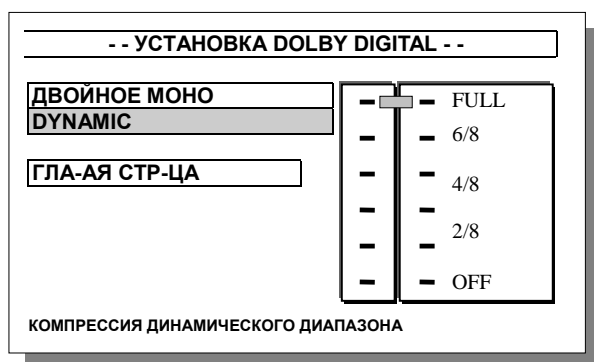 - - УСТАНОВКА DOLBY DIGITAL - -
ДВОЙНОЕ МОНО
DYNAMIC
ГЛА-АЯ СТР-ЦА
FULL
6/8
4/8
2/8
OFF
КОМПРЕССИЯ ДИНАМИЧЕСКОГО ДИАПАЗОНА